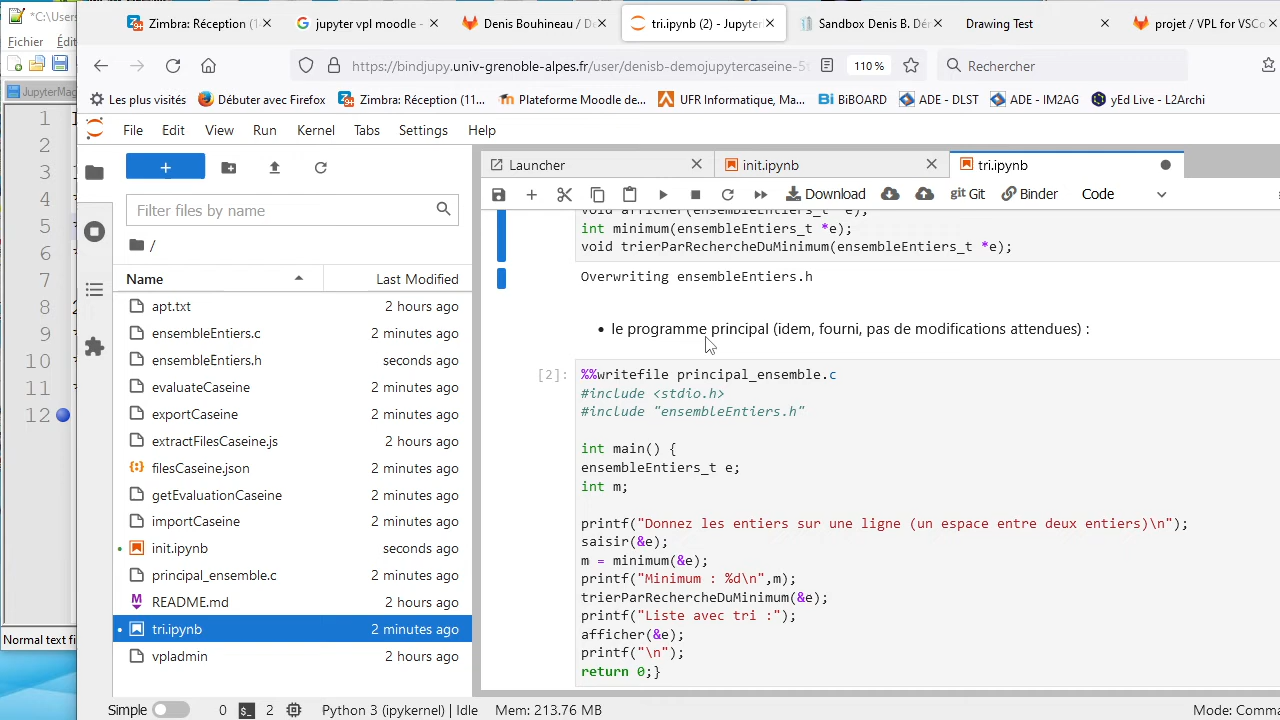 *C:\Users
Zimbra: Réception (1
jupyter vpl moodle -
Denis Bouhineau / De
tri.ipynb (2) - Jupyter
Sandbox Denis B. Dér
Drawing Test
projet / VPL for VSCo
Fichier
Éd
https://bindjupy.univ-grenoble-alpes.fr/user/denisb-demojupytercaseine-5t
110 %
Rechercher
JupyterMag
Les plus visités
Débuter avec Firefox
Zimbra: Réception (11...
Plateforme Moodle de...
UFR Informatique, Ma...
BiBOARD
ADE - DLST
ADE - IM2AG
yEd Live - L2Archi
File Edit View Run Kernel Tabs Settings Help
Launcher
init.ipynb
tri.ipynb
Download
git Git
Binder
Code
Filter files by name
/
Name
Last Modified
apt.txt 2 hours ago
ensembleEntiers.c 2 minutes ago
ensembleEntiers.h seconds ago
evaluateCaseine 2 minutes ago
exportCaseine 2 minutes ago
extractFilesCaseine.js 2 hours ago
filesCaseine.json 2 minutes ago
getEvaluationCaseine 2 minutes ago
importCaseine 2 minutes ago
init.ipynb seconds ago
principal_ensemble.c 2 minutes ago
README.md 2 hours ago
tri.ipynb 2 minutes ago
vpladmin 2 hours ago
1
2
3
4
5
6
7
8
9
10
11
12
Normal text fi
void afficher(ensembleEntiers_t *e);
int minimum(ensembleEntiers_t *e);
void trierParRechercheDuMinimum(ensembleEntiers_t *e);
Overwriting ensembleEntiers.h
• le programme principal (idem, fourni, pas de modifications attendues) :
[2]:
%%writefile principal_ensemble.c
#include <stdio.h>
#include "ensembleEntiers.h"
int main() {
ensembleEntiers_t e;
int m;
printf("Donnez les entiers sur une ligne (un espace entre deux entiers)\n");
saisir(&e);
m = minimum(&e);
printf("Minimum : %d\n",m);
trierParRechercheDuMinimum(&e);
printf("Liste avec tri :");
afficher(&e);
printf("\n");
return 0;}
Simple
0
2
Python 3 (ipykernel) | Idle
Mem: 213.76 MB
Mode: Comma